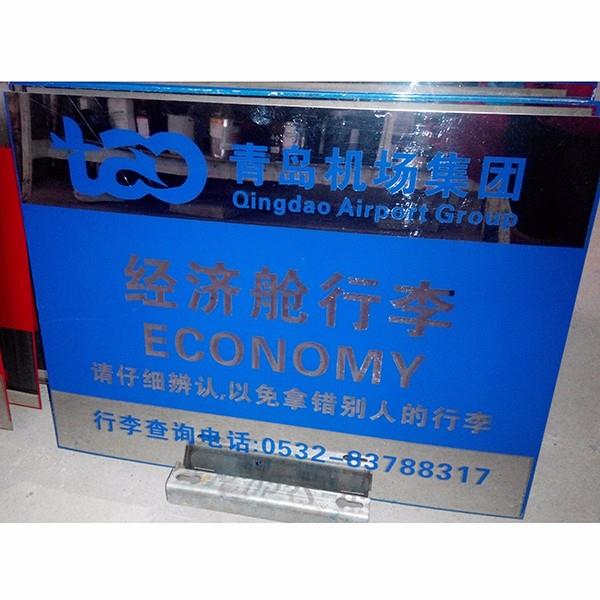 tao 青岛机场集团
Qingdao Airport Group
经济舱行李
ECONOMY
请仔细辨认,以免拿错别人的行李
行李查询电话:0532-83788317